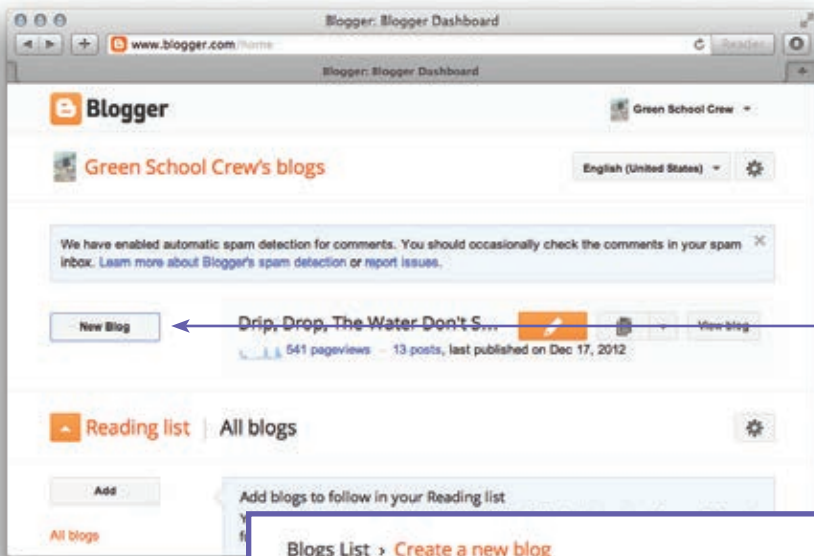 Blogger: Blogger Dashboard
www.blogger.com/home
Reader
Blogger: Blogger Dashboard
Blogger
Green School Crew
Green School Crew's blogs
English (United States)
We have enabled automatic spam detection for comments. You should occasionally check the comments in your spam
inbox. Learn more about Blogger's spam detection or report issues.
New Blog
Drip, Drop, The Water Don't S...
View blog
541 pageviews – 13 posts, last published on Dec 17, 2012
Reading list | All blogs
Add
Add blogs to follow in your Reading list
All blogs
Blogs List › Create a new blog